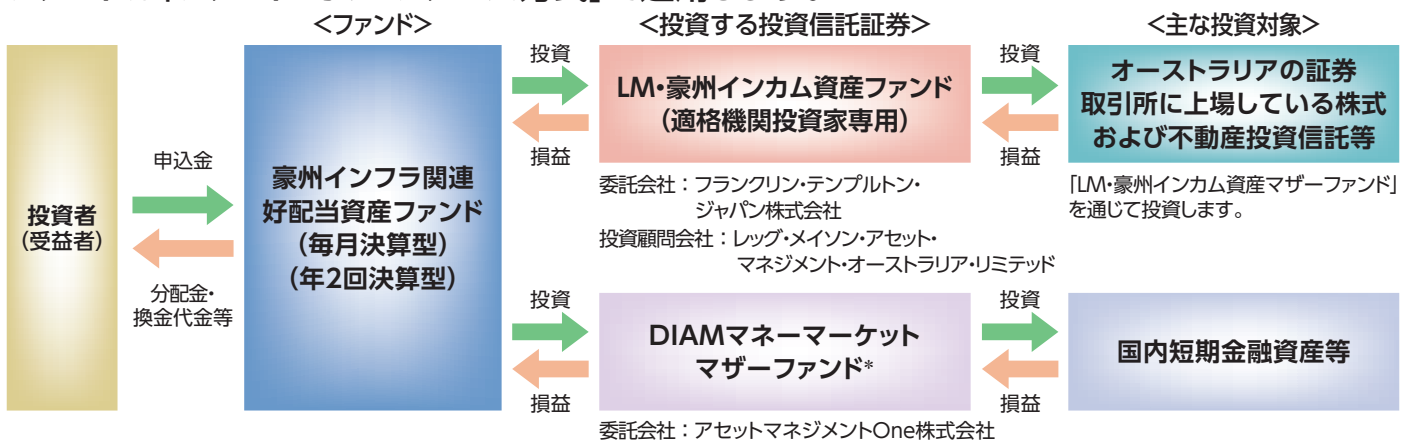 <ファンド>
<投資する投資信託証券>
<主な投資対象>
投資者
(受益者)
申込金
分配金・
換金代金等
豪州インフラ関連
好配当資産ファンド
(毎月決算型)
(年2回決算型)
投資
損益
LM・豪州インカム資産ファンド
(適格機関投資家専用)
投資
損益
オーストラリアの証券
取引所に上場している株式
および不動産投資信託等
委託会社:フランクリン・テンプルトン・
ジャパン株式会社
投資顧問会社:レッグ・メイソン・アセット・
マネジメント・オーストラリア・リミテッド
「LM・豪州インカム資産マザーファンド」
を通じて投資します。
投資
損益
DIAMマネーマーケット
マザーファンド*
投資
損益
国内短期金融資産等
委託会社:アセットマネジメントOne株式会社